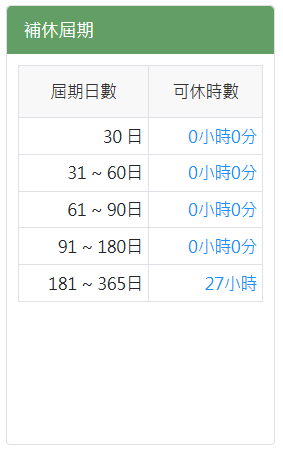 補休屆期
屆期日數 可休時數
30 日 0小時0分
31 ~ 60日 0小時0分
61 ~ 90日 0小時0分
91 ~ 180日 0小時0分
181 ~ 365日 27小時